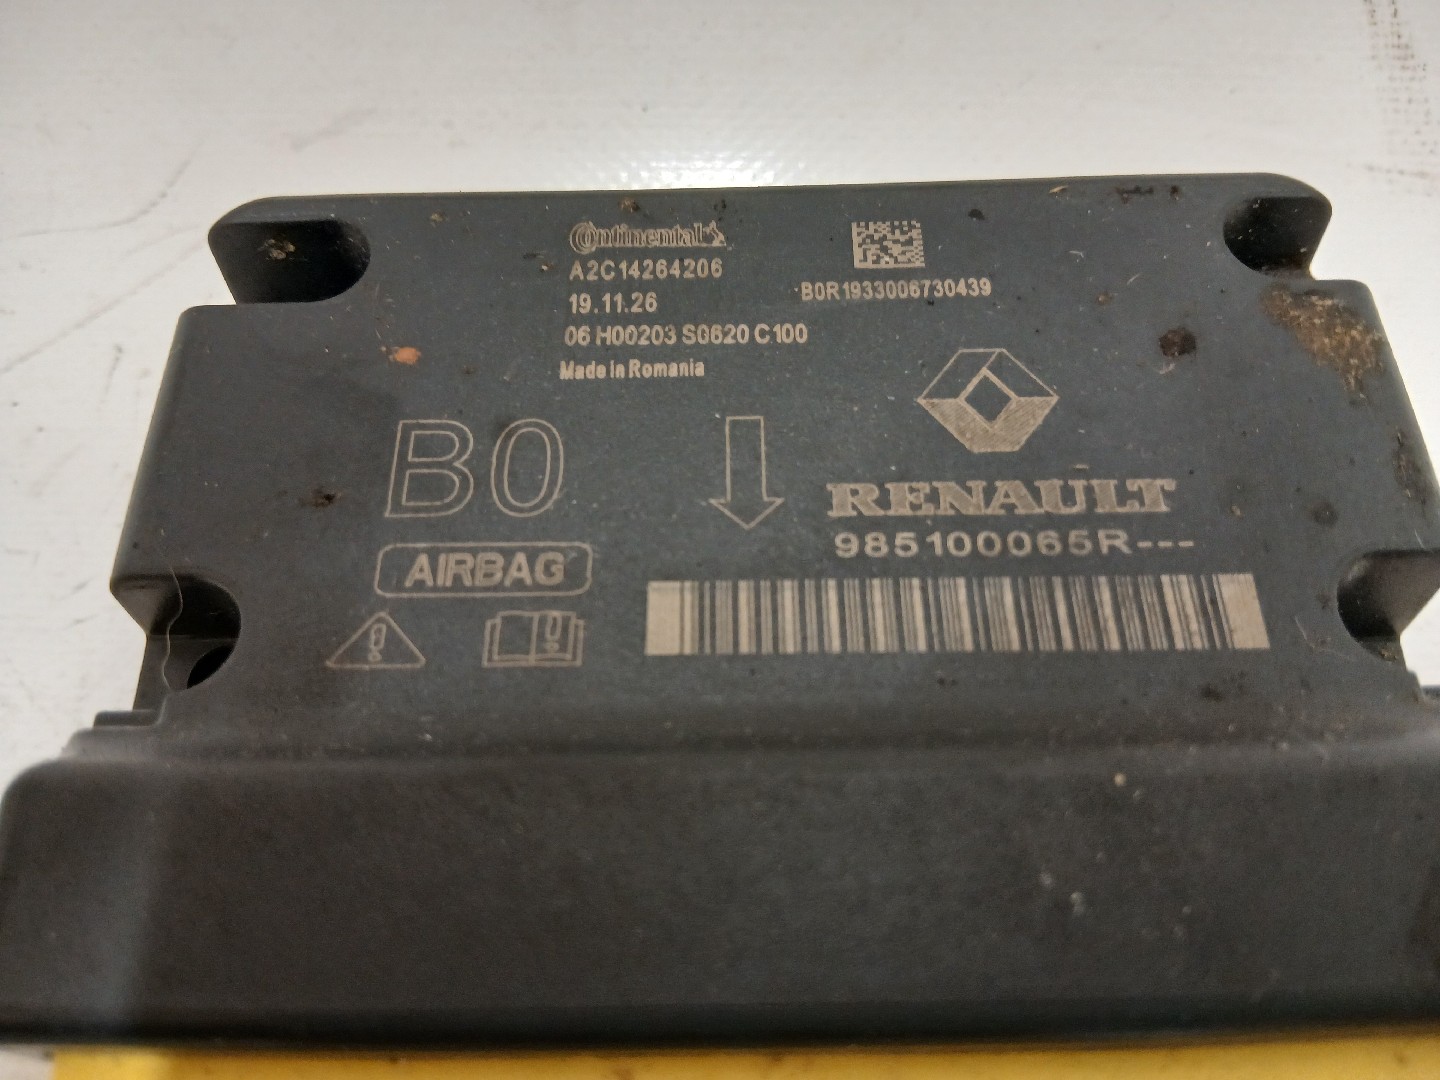 Continental
A2C14264206
19.11.26
B0R1933006730439
06 H00203 S0620 C100
Made in Romania
B0
RENAULT
985100065R---
AIRBAG